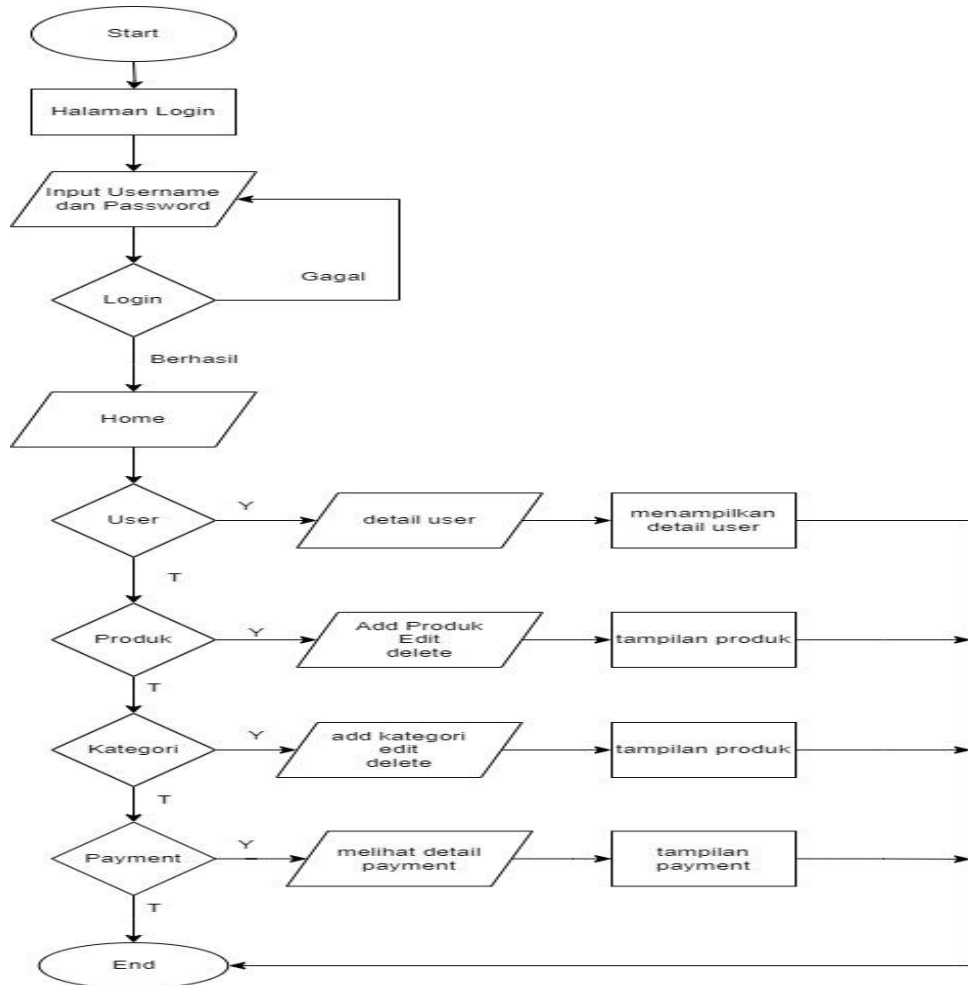 Start
Halaman Login
Input Username
dan Password
Gagal
Login
Berhasil
Home
User
Y
detail user
menampilkan
detail user
T
Produk
Y
Add Produk
Edit
delete
tampilan produk
T
Kategori
Y
add kategori
edit
delete
tampilan produk
T
Payment
Y
melihat detail
payment
tampilan
payment
T
End